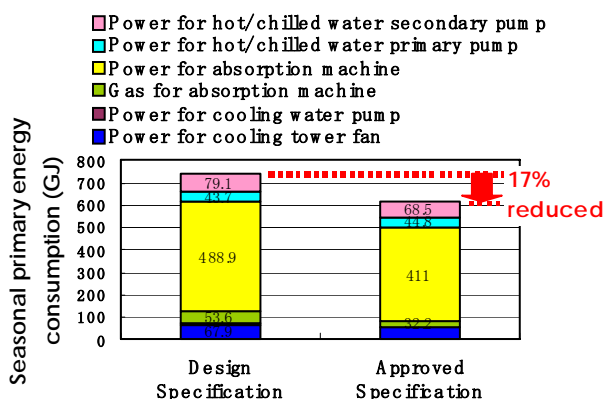 Power for hot/chilled water secondary pump
Power for hot/chilled water primary pump
Power for absorption machine
Gas for absorption machine
Power for cooling water pump
Power for cooling tower fan
Seasonal primary energy
consumption (GJ)
800
700
600
500
400
300
200
100
0
79.1
43.7
488.9
53.6
67.9
68.5
44.8
411
32.2
17%
reduced
Design
Specification
Approved
Specification